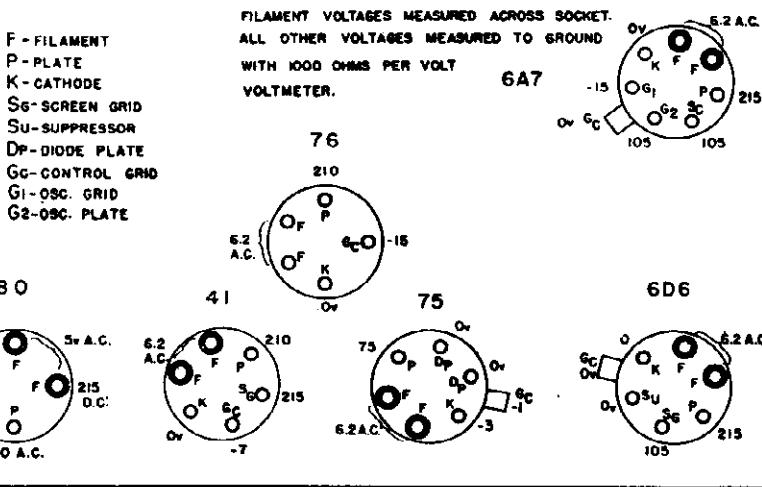 F - FILAMENT
P - PLATE
K - CATHODE
SG - SCREEN GRID
SU - SUPPRESSOR
DP - DIODE PLATE
GC - CONTROL GRID
G1 - OSC. GRID
G2 - OSC. PLATE
FILAMENT VOLTAGES MEASURED ACROSS SOCKET.
ALL OTHER VOLTAGES MEASURED TO GROUND
WITH 1000 OHMS PER VOLT
VOLTMETER.
6A7
0v
6.2 A.C.
K F F
-15 G1 P 215
0v GC G2 SC
105 105
76
210
P
F
6.2 A.C.
GC -15
F
K
0v
80
5v A.C.
F
F 215 D.C.
P
0 A.C.
41
6.2 A.C.
210
F P
F
SG 215
K GC
0v
-7
75
0v
75 P DP
0v
DP
GC -1
F F K
-3
6.2 A.C.
6D6
0
6.2 A.C
GC 0v
K F F
0v SU
SG P
105 215